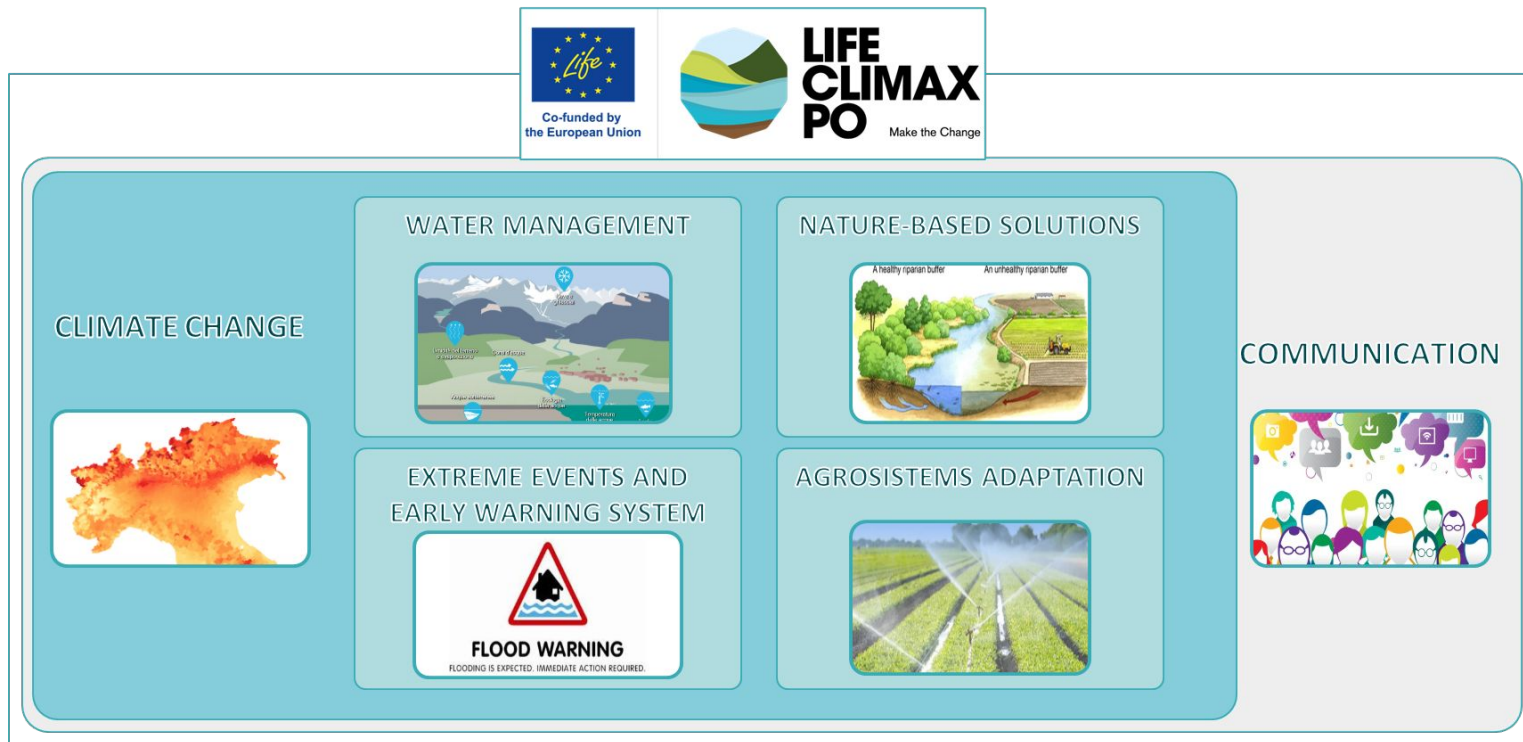 Life
Co-funded by
the European Union
LIFE
CLIMAX
PO
Make the Change
CLIMATE CHANGE
WATER MANAGEMENT
NATURE-BASED SOLUTIONS
A healthy riparian buffer
An unhealthy riparian buffer
EXTREME EVENTS AND
EARLY WARNING SYSTEM
FLOOD WARNING
FLOODING IS EXPECTED. IMMEDIATE ACTION REQUIRED.
AGROSISTEMS ADAPTATION
COMMUNICATION